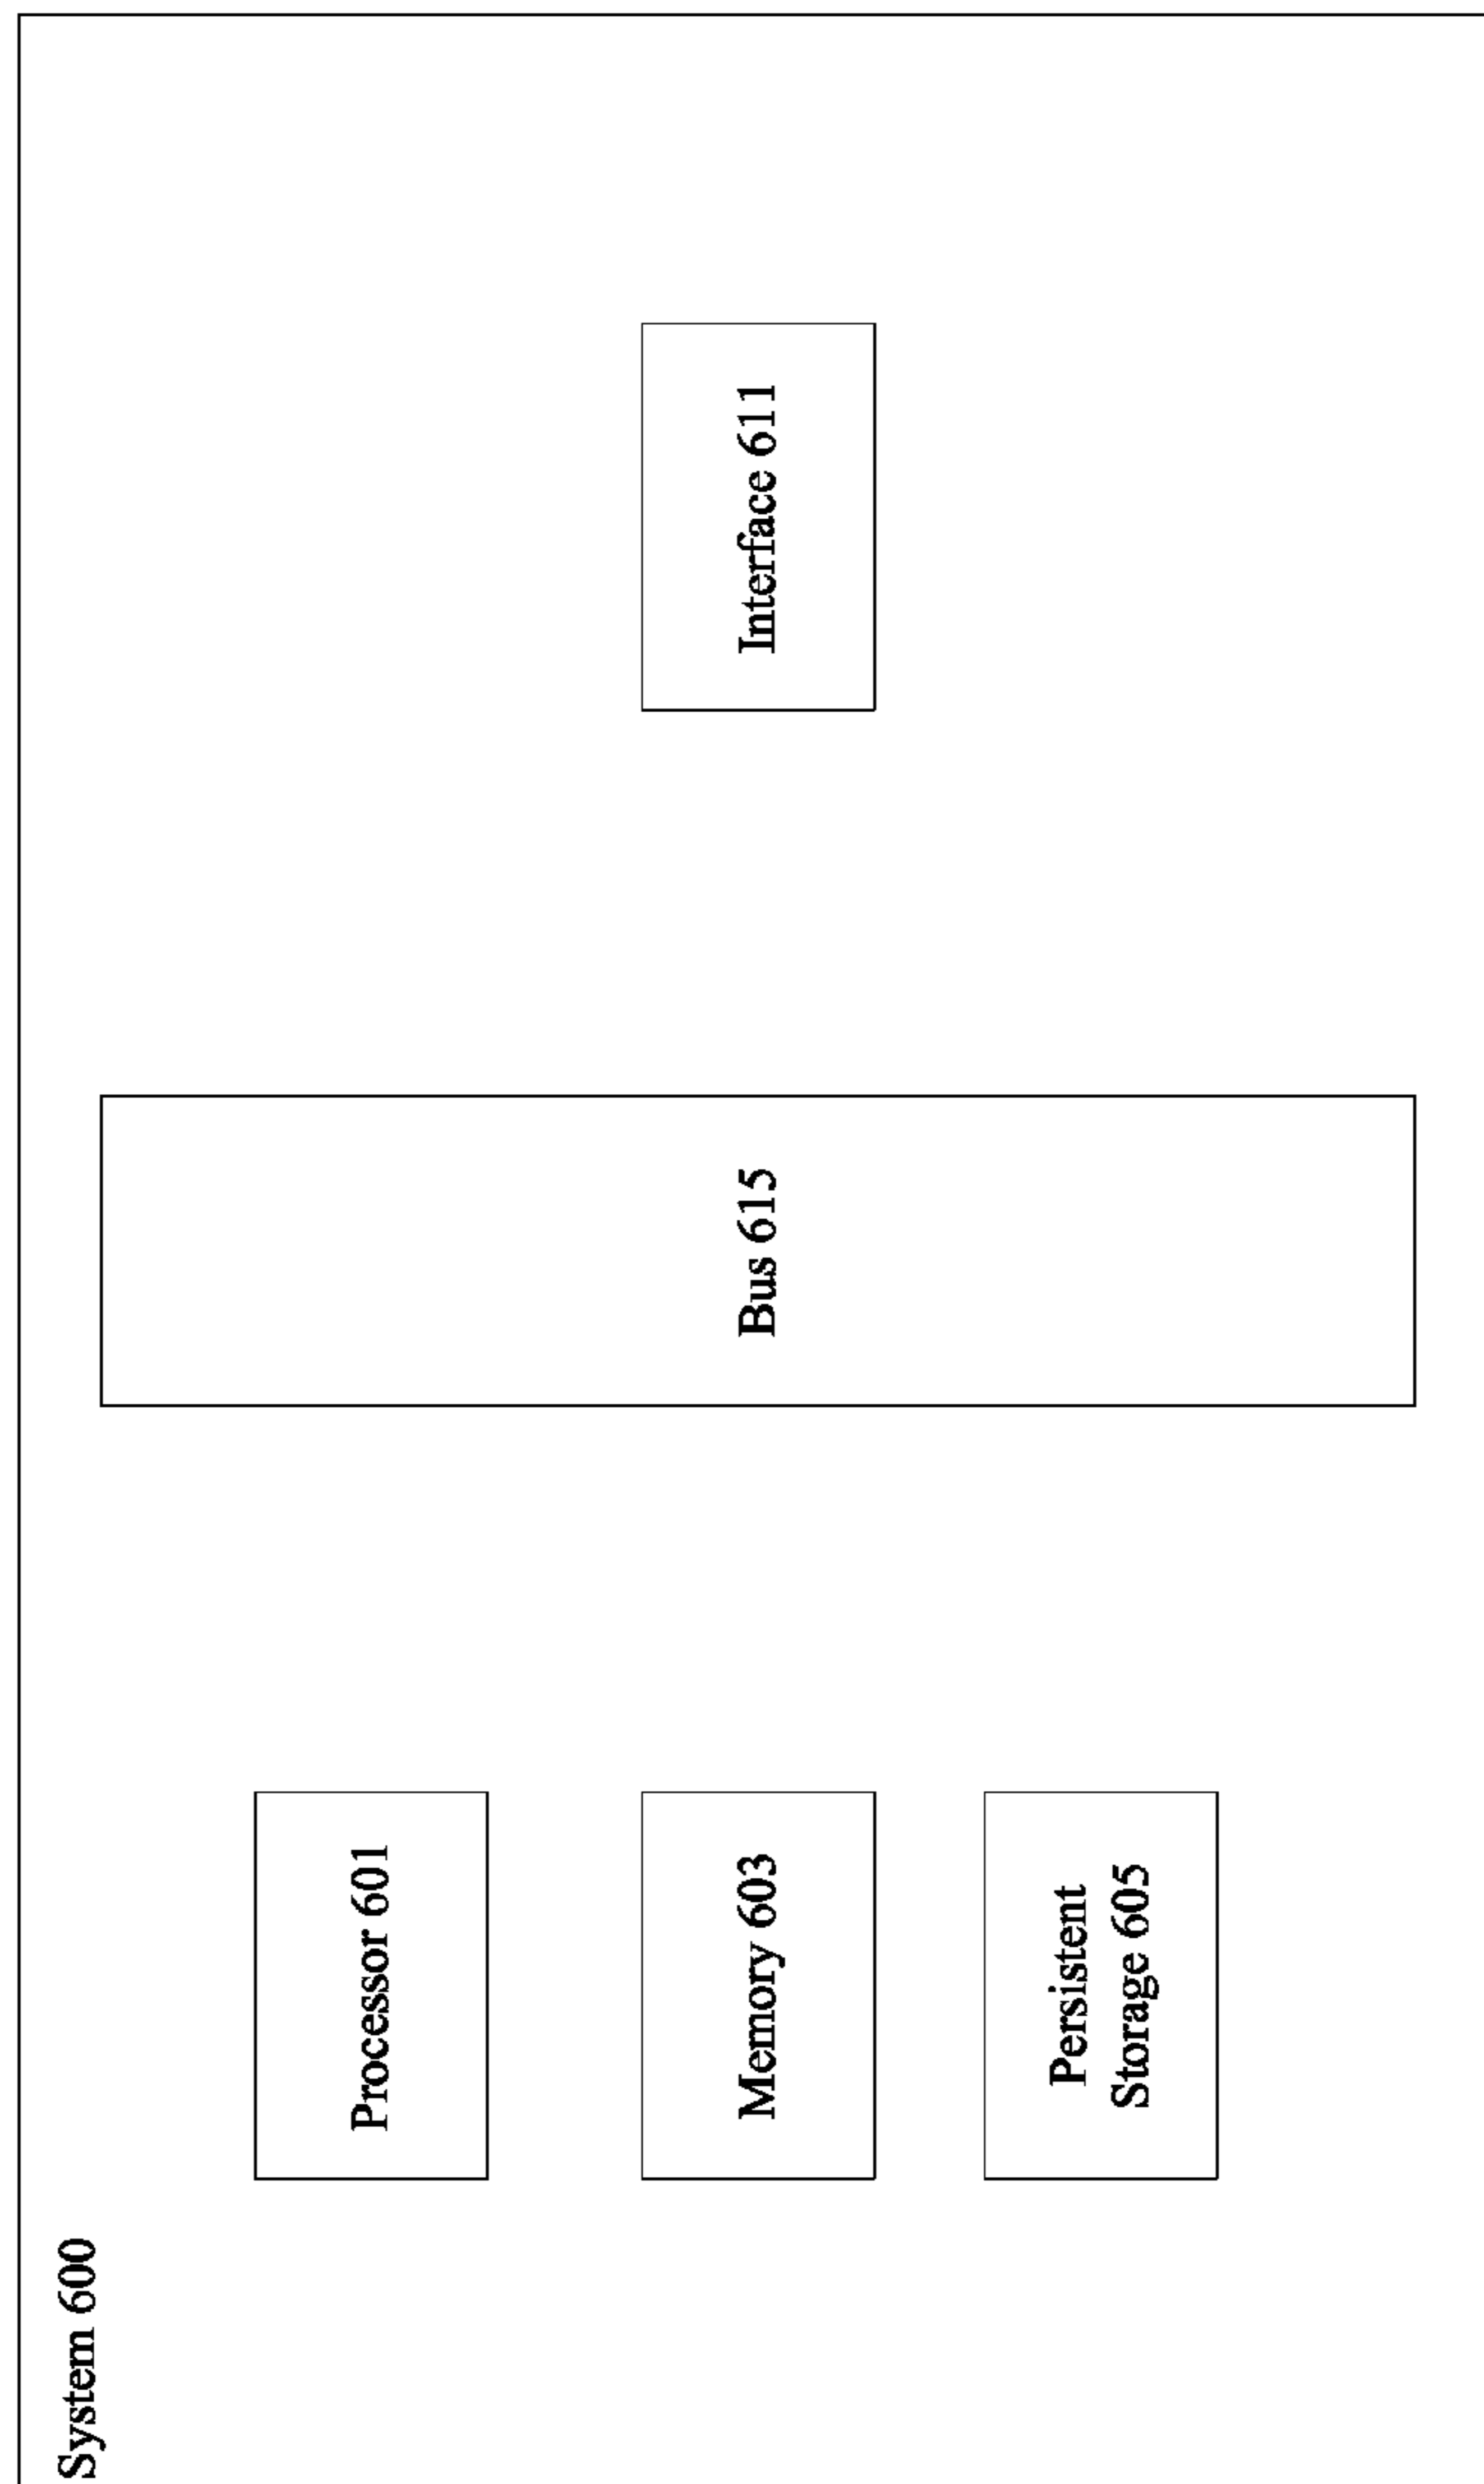 System 600
Processor 601
Memory 603
Persistent
Storage 605
Bus 615
Interface 611